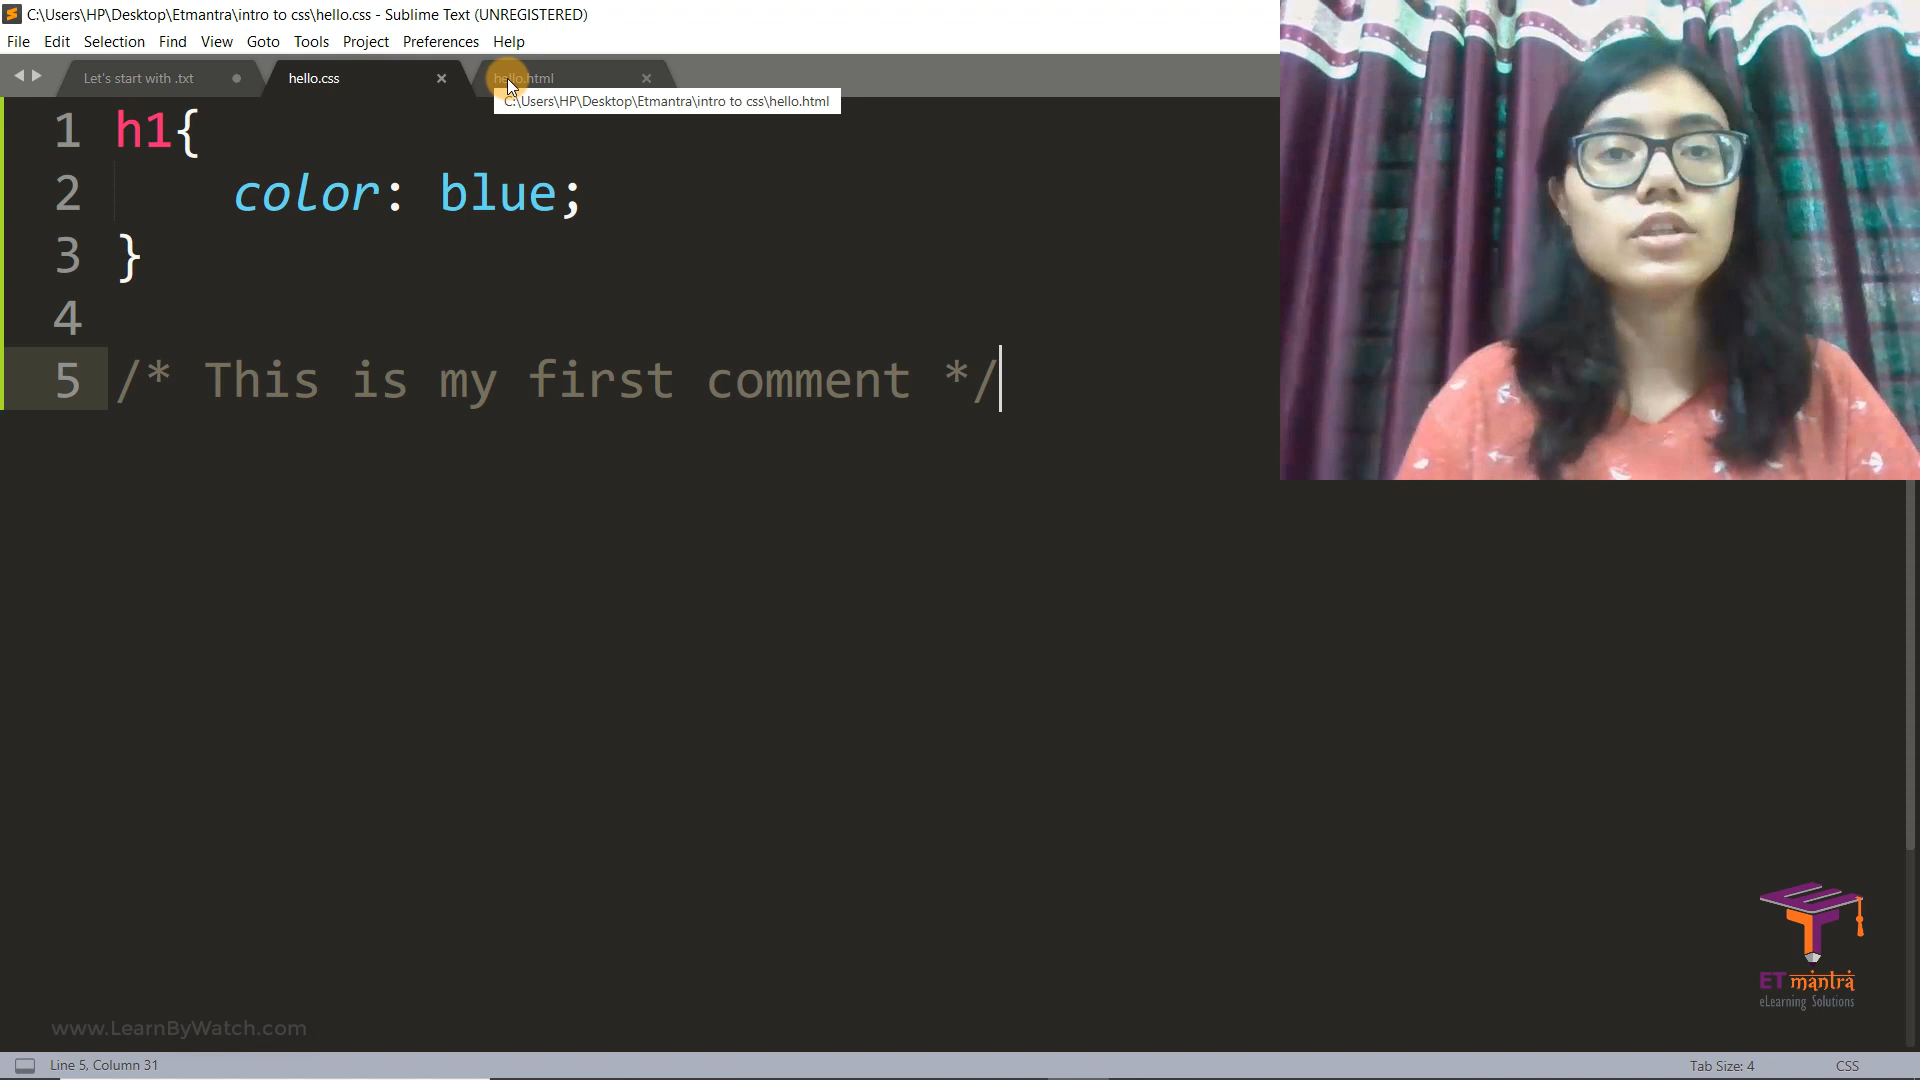 C:\Users\HP\Desktop\Etmantra\intro to css\hello.css - Sublime Text (UNREGISTERED)
File Edit Selection Find View Goto Tools Project Preferences Help
Let's start with .txt hello.css hello.html
C:\Users\HP\Desktop\Etmantra\intro to css\hello.html
1 h1{
2 color: blue;
3 }
4
5 /* This is my first comment */
ET mantra
eLearning Solutions
www.LearnByWatch.com
Line 5, Column 31 Tab Size: 4 CSS